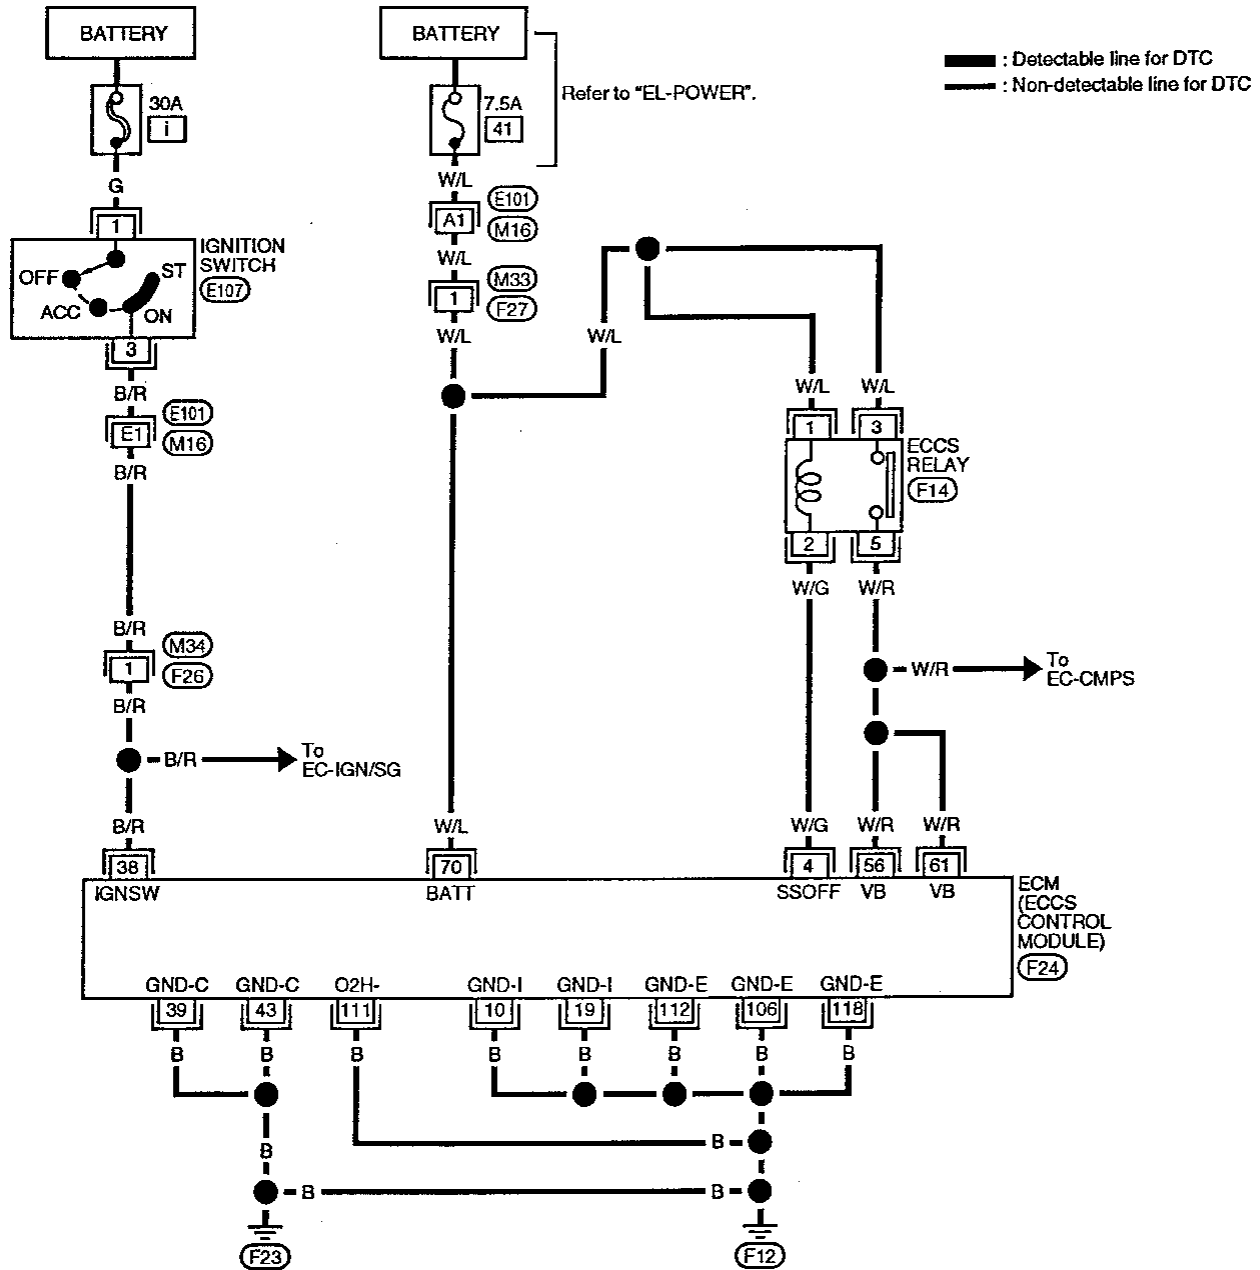 BATTERY
BATTERY
: Detectable line for DTC
: Non-detectable line for DTC
Refer to "EL-POWER".
30A
i
7.5A
41
G
W/L
E101
A1
M16
1
IGNITION
SWITCH
E107
OFF
ST
ACC
ON
3
W/L
M33
1
F27
W/L
W/L
B/R
E101
E1
M16
B/R
W/L
W/L
1
3
ECCS
RELAY
F14
2
5
W/G
W/R
B/R
M34
1
F26
B/R
W/R
To
EC-CMPS
B/R
To
EC-IGN/SG
B/R
W/L
W/G
W/R
W/R
38
70
4
56
61
IGNSW
BATT
SSOFF
VB
VB
ECM
(ECCS
CONTROL
MODULE)
F24
GND-C
GND-C
O2H-
GND-I
GND-I
GND-E
GND-E
GND-E
39
43
111
10
19
112
106
118
B
B
B
B
B
B
B
B
B
B
B
B
F23
F12